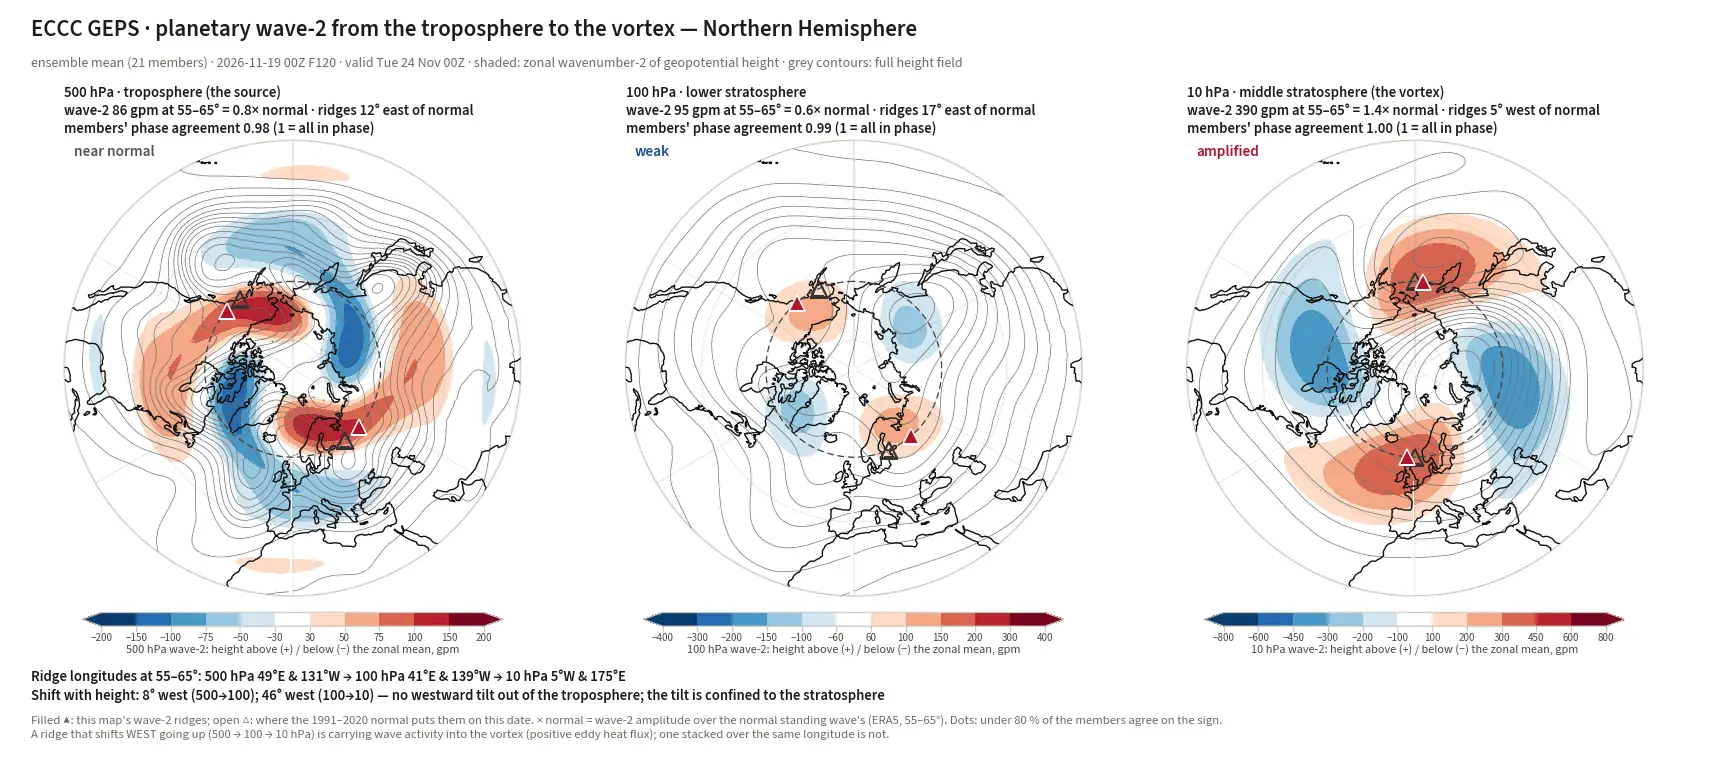 ECCC GEPS · planetary wave-2 from the troposphere to the vortex — Northern Hemisphere
ensemble mean (21 members) · 2026-11-19 00Z F120 · valid Tue 24 Nov 00Z · shaded: zonal wavenumber-2 of geopotential height · grey contours: full height field
500 hPa · troposphere (the source)
wave-2 86 gpm at 55–65° = 0.8× normal · ridges 12° east of normal
members' phase agreement 0.98 (1 = all in phase)
near normal
100 hPa · lower stratosphere
wave-2 95 gpm at 55–65° = 0.6× normal · ridges 17° east of normal
members' phase agreement 0.99 (1 = all in phase)
weak
10 hPa · middle stratosphere (the vortex)
wave-2 390 gpm at 55–65° = 1.4× normal · ridges 5° west of normal
members' phase agreement 1.00 (1 = all in phase)
amplified
−200 −150 −100 −75 −50 −30 30 50 75 100 150 200
500 hPa wave-2: height above (+) / below (−) the zonal mean, gpm
−400 −300 −200 −150 −100 −60 60 100 150 200 300 400
100 hPa wave-2: height above (+) / below (−) the zonal mean, gpm
−800 −600 −450 −300 −200 −100 100 200 300 450 600 800
10 hPa wave-2: height above (+) / below (−) the zonal mean, gpm
Ridge longitudes at 55–65°: 500 hPa 49°E & 131°W → 100 hPa 41°E & 139°W → 10 hPa 5°W & 175°E
Shift with height: 8° west (500→100); 46° west (100→10) — no westward tilt out of the troposphere; the tilt is confined to the stratosphere
Filled ▲: this map's wave-2 ridges; open △: where the 1991–2020 normal puts them on this date. × normal = wave-2 amplitude over the normal standing wave's (ERA5, 55–65°). Dots: under 80 % of the members agree on the sign.
A ridge that shifts WEST going up (500 → 100 → 10 hPa) is carrying wave activity into the vortex (positive eddy heat flux); one stacked over the same longitude is not.